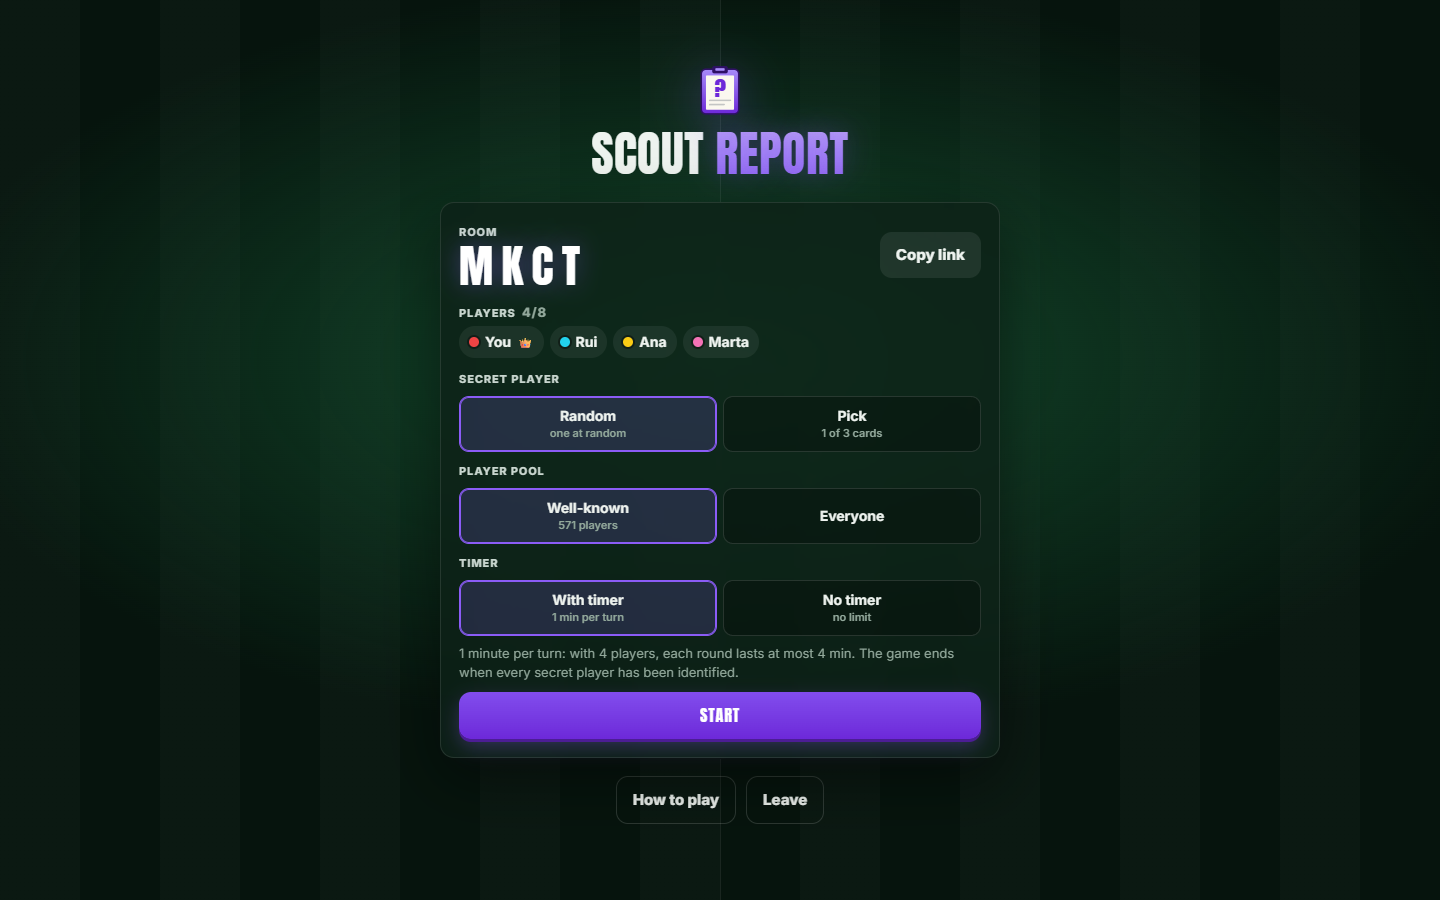 ?
SCOUT REPORT
ROOM
MKCT
Copy link
PLAYERS 4/8
You Rui Ana Marta
SECRET PLAYER
Random
one at random
Pick
1 of 3 cards
PLAYER POOL
Well-known
571 players
Everyone
TIMER
With timer
1 min per turn
No timer
no limit
1 minute per turn: with 4 players, each round lasts at most 4 min. The game ends
when every secret player has been identified.
START
How to play
Leave